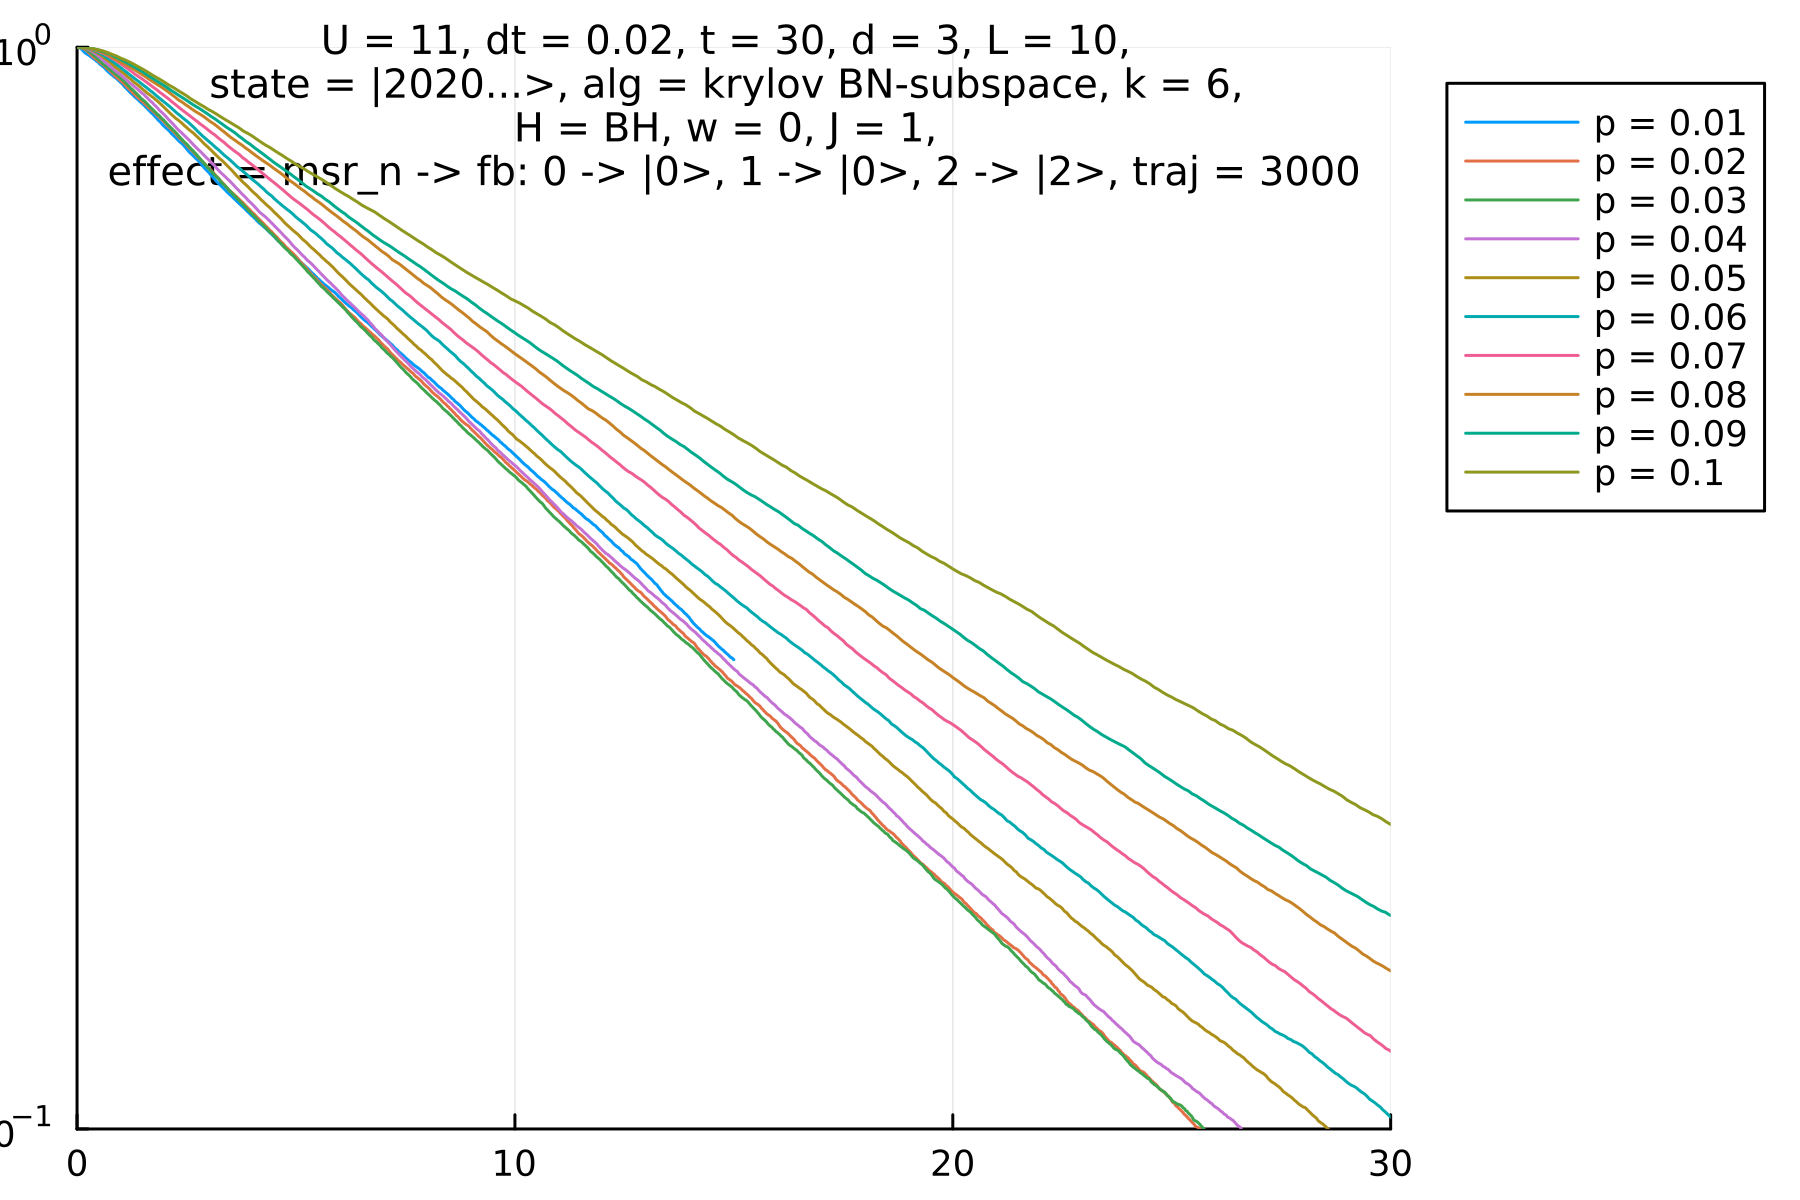 10⁰
U = 11, dt = 0.02, t = 30, d = 3, L = 10,
state = |2020...>, alg = krylov BN-subspace, k = 6,
H = BH, w = 0, J = 1,
effect = msr_n -> fb: 0 -> |0>, 1 -> |0>, 2 -> |2>, traj = 3000
p = 0.01
p = 0.02
p = 0.03
p = 0.04
p = 0.05
p = 0.06
p = 0.07
p = 0.08
p = 0.09
p = 0.1
0⁻¹
0 10 20 30